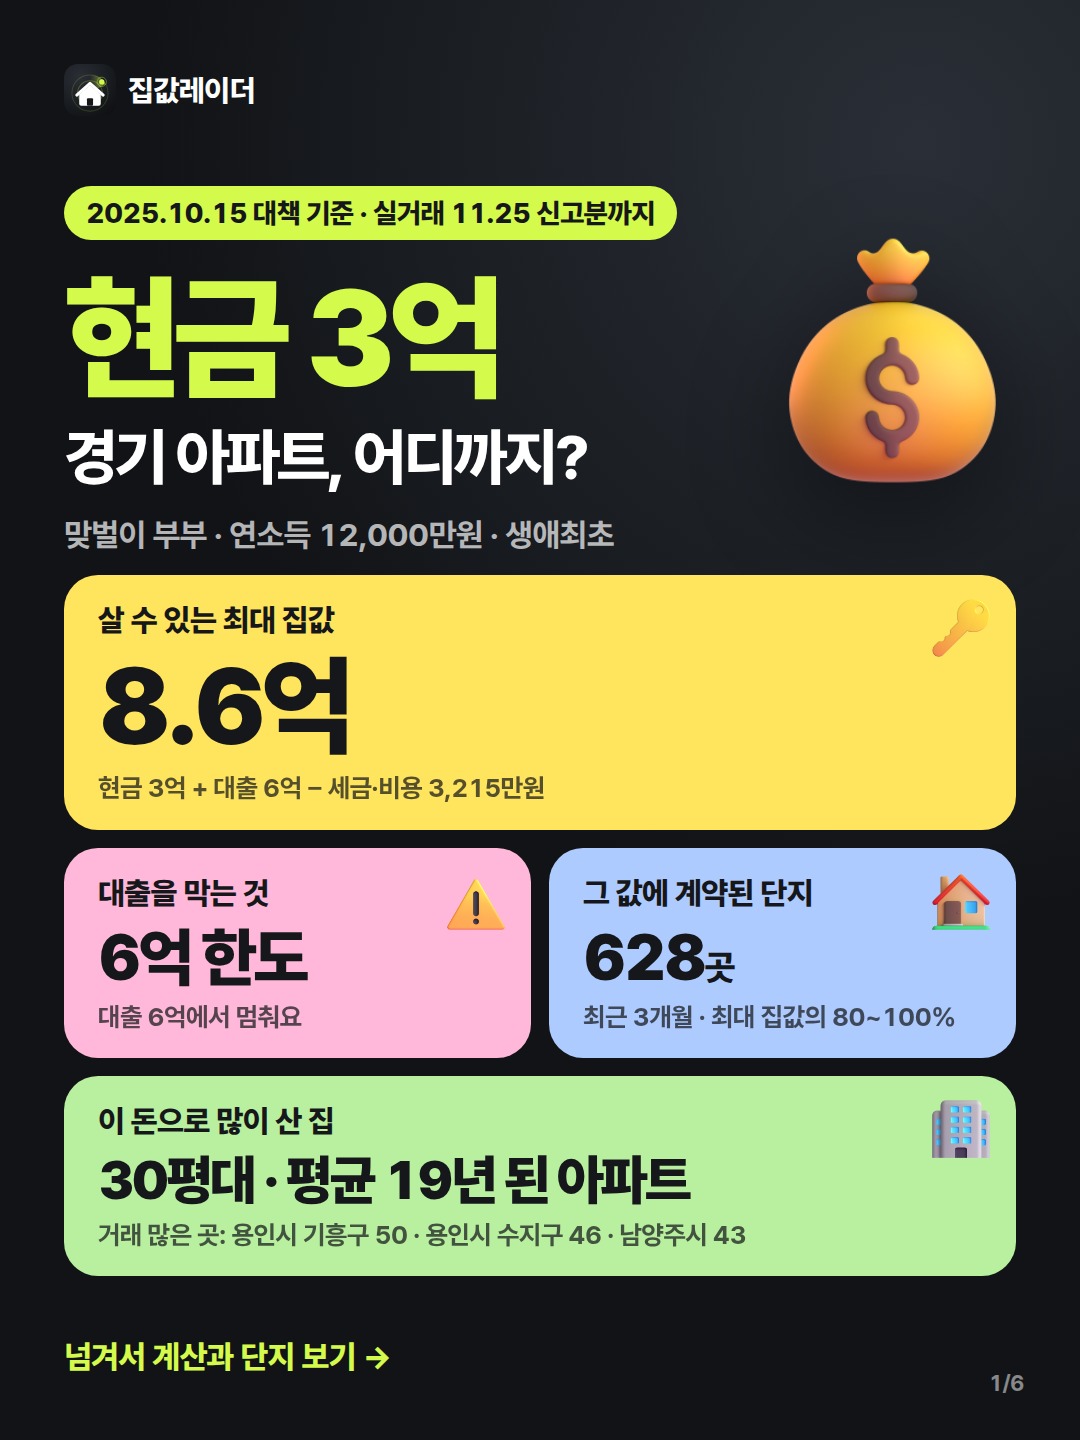 집값레이더
2025.10.15 대책 기준 · 실거래 11.25 신고분까지
현금 3억
경기 아파트, 어디까지?
맞벌이 부부 · 연소득 12,000만원 · 생애최초
살 수 있는 최대 집값
8.6억
현금 3억 + 대출 6억 − 세금·비용 3,215만원
대출을 막는 것
6억 한도
대출 6억에서 멈춰요
그 값에 계약된 단지
628곳
최근 3개월 · 최대 집값의 80~100%
이 돈으로 많이 산 집
30평대 · 평균 19년 된 아파트
거래 많은 곳: 용인시 기흥구 50 · 용인시 수지구 46 · 남양주시 43
넘겨서 계산과 단지 보기 →
1/6